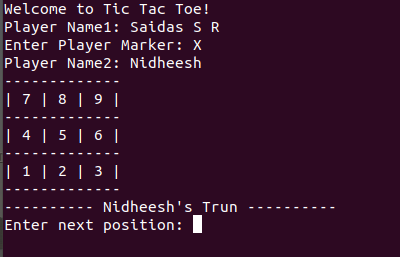 Welcome to Tic Tac Toe!
Player Name1: Saidas S R
Enter Player Marker: X
Player Name2: Nidheesh
-------------
| 7 | 8 | 9 |
-------------
| 4 | 5 | 6 |
-------------
| 1 | 2 | 3 |
-------------
---------- Nidheesh's Trun ----------
Enter next position: